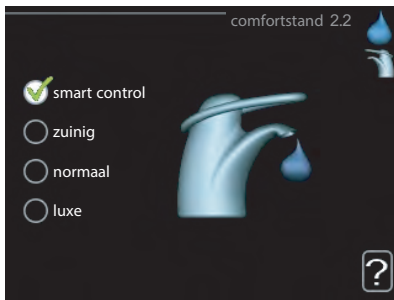 comfortstand 2.2
smart control
zuinig
normaal
luxe
?